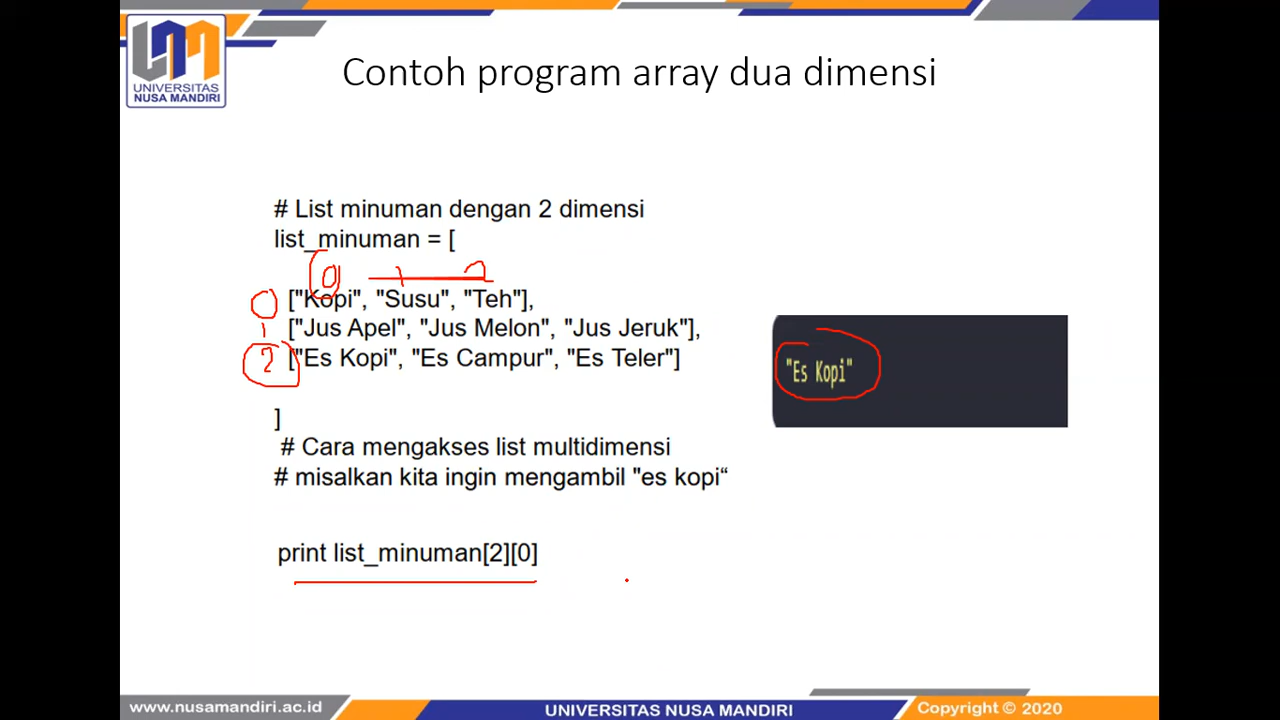 UNIVERSITAS
NUSA MANDIRI
Contoh program array dua dimensi
# List minuman dengan 2 dimensi
list_minuman = [
0 1 2
0 ["Kopi", "Susu", "Teh"],
1 ["Jus Apel", "Jus Melon", "Jus Jeruk"],
2 ["Es Kopi", "Es Campur", "Es Teler"]
"Es Kopi"
]
# Cara mengakses list multidimensi
# misalkan kita ingin mengambil "es kopi“
print list_minuman[2][0]
www.nusamandiri.ac.id
UNIVERSITAS NUSA MANDIRI
Copyright © 2020